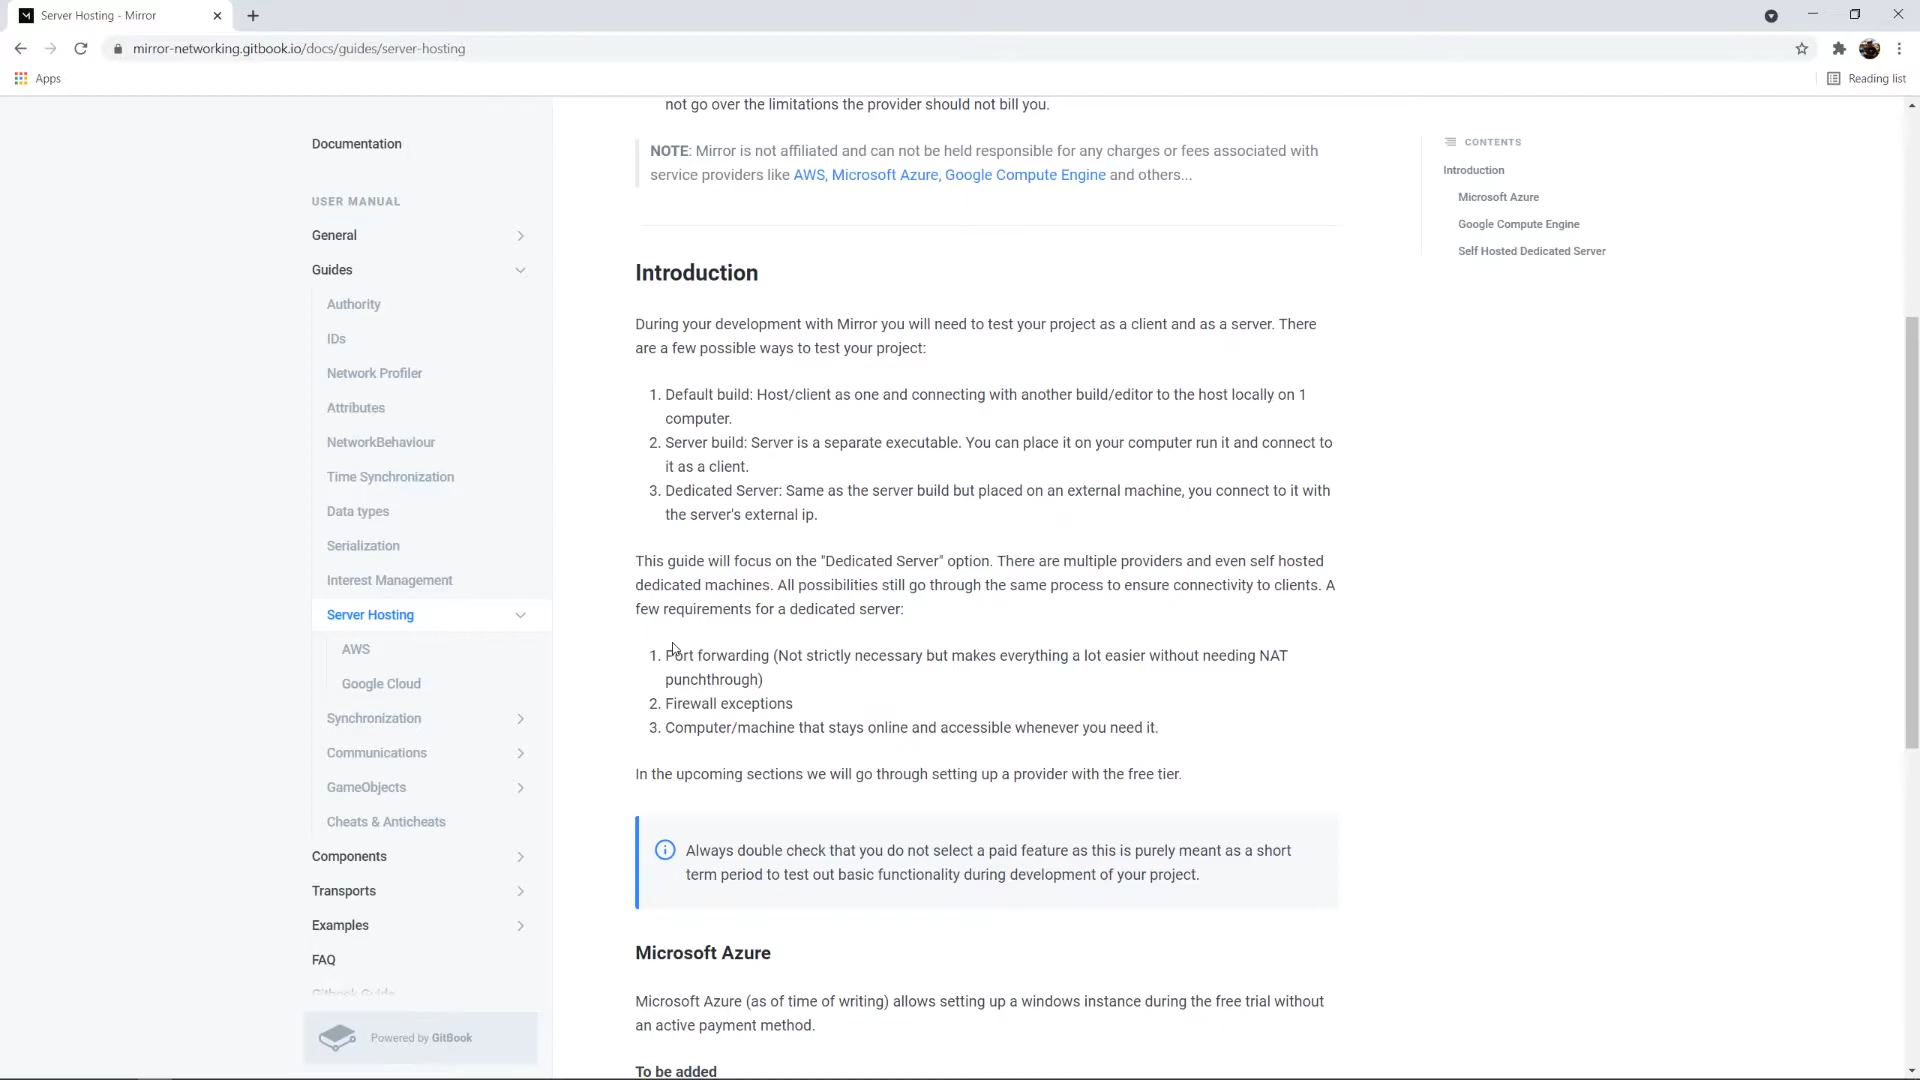 Server Hosting - Mirror
mirror-networking.gitbook.io/docs/guides/server-hosting
Apps
Reading list
Documentation
USER MANUAL
General
Guides
Authority
IDs
Network Profiler
Attributes
NetworkBehaviour
Time Synchronization
Data types
Serialization
Interest Management
Server Hosting
AWS
Google Cloud
Synchronization
Communications
GameObjects
Cheats & Anticheats
Components
Transports
Examples
FAQ
Gitbook Guide
Powered by GitBook
not go over the limitations the provider should not bill you.
NOTE: Mirror is not affiliated and can not be held responsible for any charges or fees associated with
service providers like AWS, Microsoft Azure, Google Compute Engine and others...
Introduction
During your development with Mirror you will need to test your project as a client and as a server. There
are a few possible ways to test your project:
1. Default build: Host/client as one and connecting with another build/editor to the host locally on 1
computer.
2. Server build: Server is a separate executable. You can place it on your computer run it and connect to
it as a client.
3. Dedicated Server: Same as the server build but placed on an external machine, you connect to it with
the server's external ip.
This guide will focus on the "Dedicated Server" option. There are multiple providers and even self hosted
dedicated machines. All possibilities still go through the same process to ensure connectivity to clients. A
few requirements for a dedicated server:
1. Port forwarding (Not strictly necessary but makes everything a lot easier without needing NAT
punchthrough)
2. Firewall exceptions
3. Computer/machine that stays online and accessible whenever you need it.
In the upcoming sections we will go through setting up a provider with the free tier.
Always double check that you do not select a paid feature as this is purely meant as a short
term period to test out basic functionality during development of your project.
Microsoft Azure
Microsoft Azure (as of time of writing) allows setting up a windows instance during the free trial without
an active payment method.
To be added
CONTENTS
Introduction
Microsoft Azure
Google Compute Engine
Self Hosted Dedicated Server